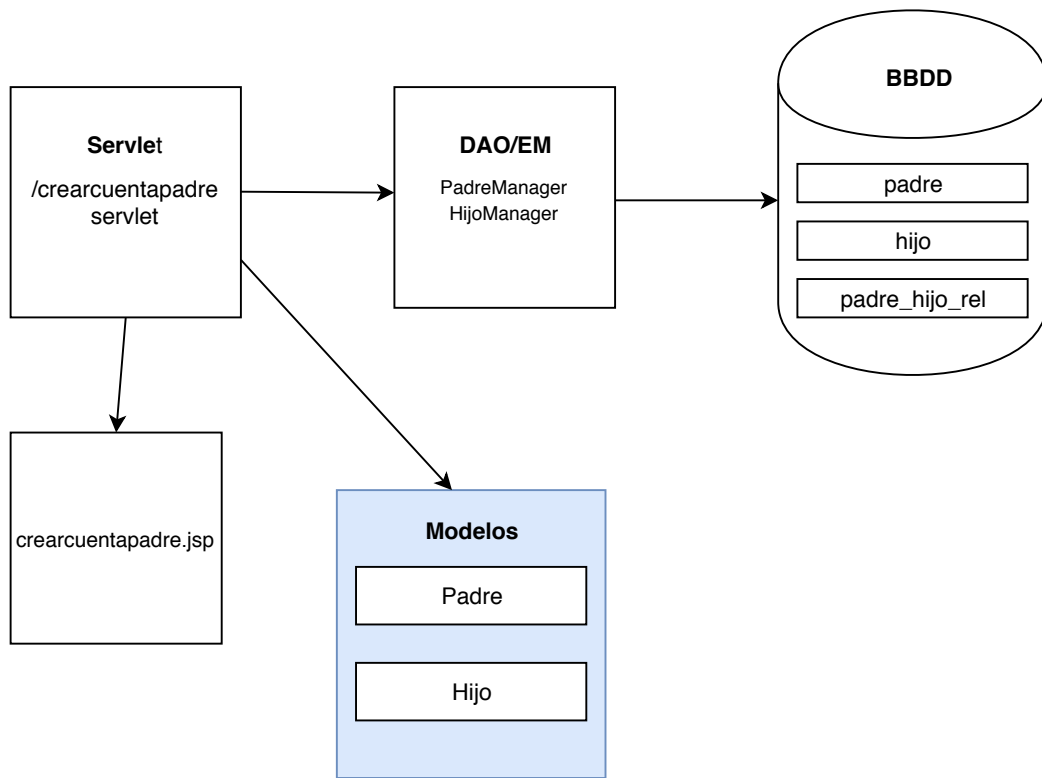 Servlet
/crearcuentapadre
servlet
DAO/EM
PadreManager
HijoManager
BBDD
padre
hijo
padre_hijo_rel
crearcuentapadre.jsp
Modelos
Padre
Hijo